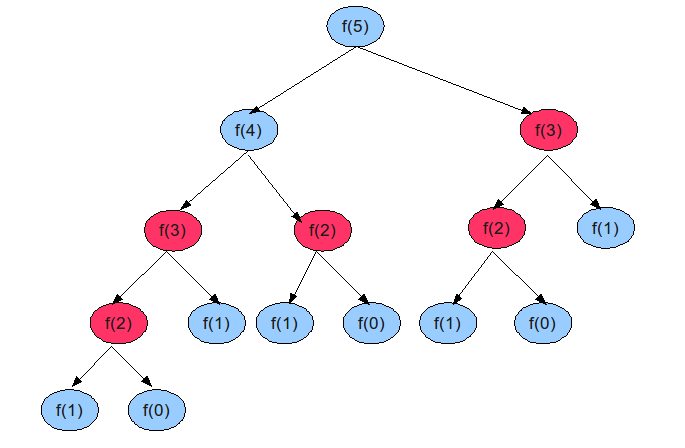 f(5)
f(4) f(3)
f(3) f(2) f(2) f(1)
f(2) f(1) f(1) f(0) f(1) f(0)
f(1) f(0)